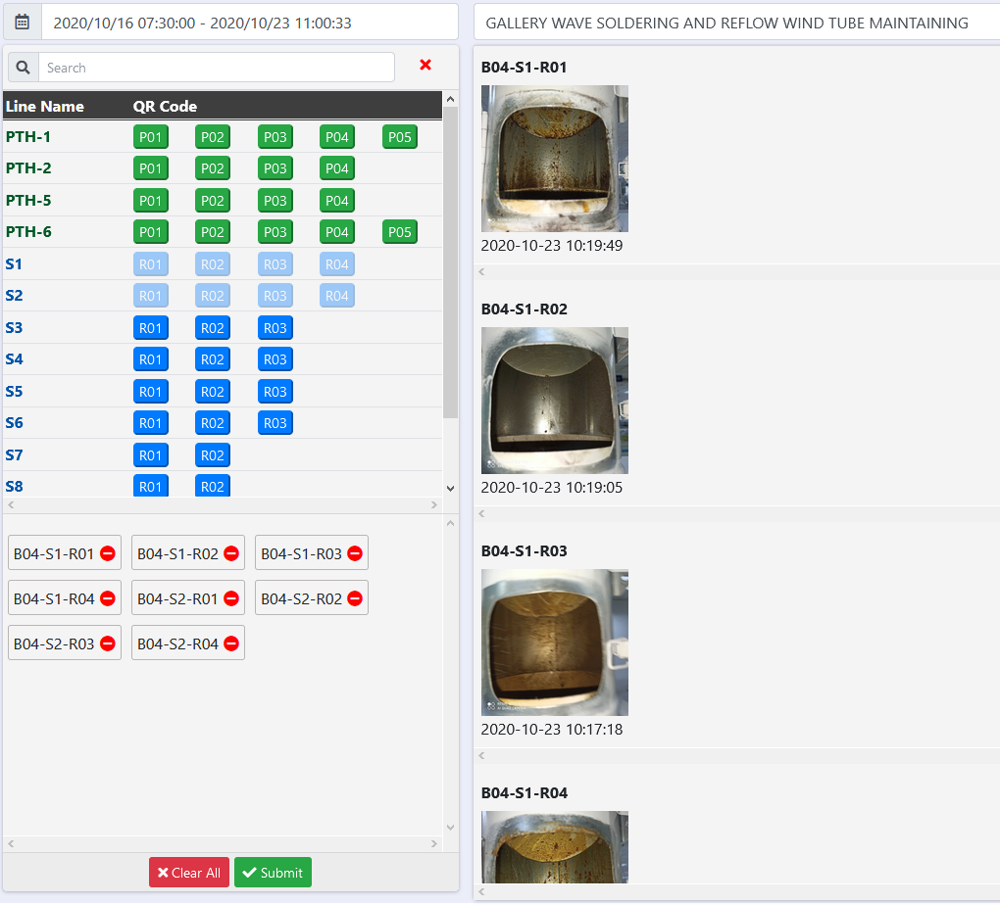 2020/10/16 07:30:00 - 2020/10/23 11:00:33
Search
Line Name QR Code
PTH-1 P01 P02 P03 P04 P05
PTH-2 P01 P02 P03 P04
PTH-5 P01 P02 P03 P04
PTH-6 P01 P02 P03 P04 P05
S1 R01 R02 R03 R04
S2 R01 R02 R03 R04
S3 R01 R02 R03
S4 R01 R02 R03
S5 R01 R02 R03
S6 R01 R02 R03
S7 R01 R02
S8 R01 R02
B04-S1-R01 B04-S1-R02 B04-S1-R03
B04-S1-R04 B04-S2-R01 B04-S2-R02
B04-S2-R03 B04-S2-R04
Clear All Submit
GALLERY WAVE SOLDERING AND REFLOW WIND TUBE MAINTAINING
B04-S1-R01
2020-10-23 10:19:49
B04-S1-R02
2020-10-23 10:19:05
B04-S1-R03
2020-10-23 10:17:18
B04-S1-R04